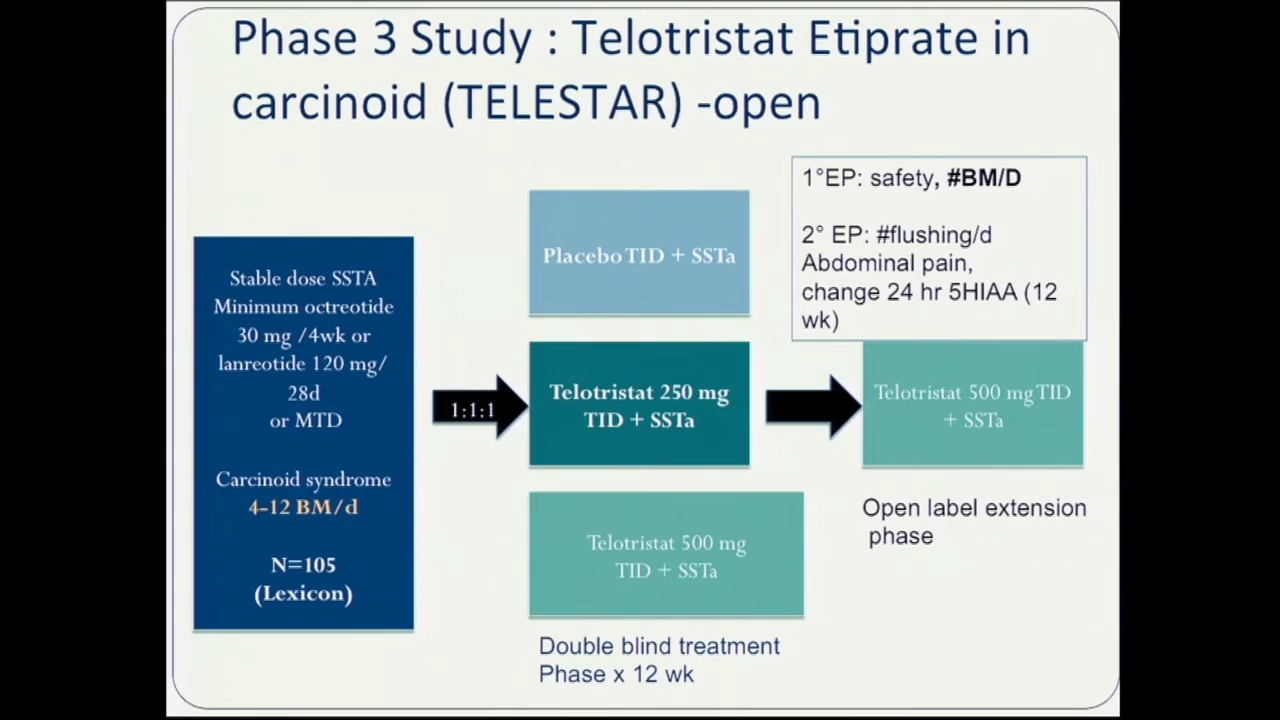 Phase 3 Study : Telotristat Etiprate in
carcinoid (TELESTAR) -open
Stable dose SSTA
Minimum octreotide
30 mg /4wk or
lanreotide 120 mg/
28d
or MTD
Carcinoid syndrome
4-12 BM/d
N=105
(Lexicon)
1:1:1
Placebo TID + SSTa
Telotristat 250 mg
TID + SSTa
Telotristat 500 mg
TID + SSTa
Double blind treatment
Phase x 12 wk
1°EP: safety, #BM/D
2° EP: #flushing/d
Abdominal pain,
change 24 hr 5HIAA (12
wk)
Telotristat 500 mg TID
+ SSTa
Open label extension
phase